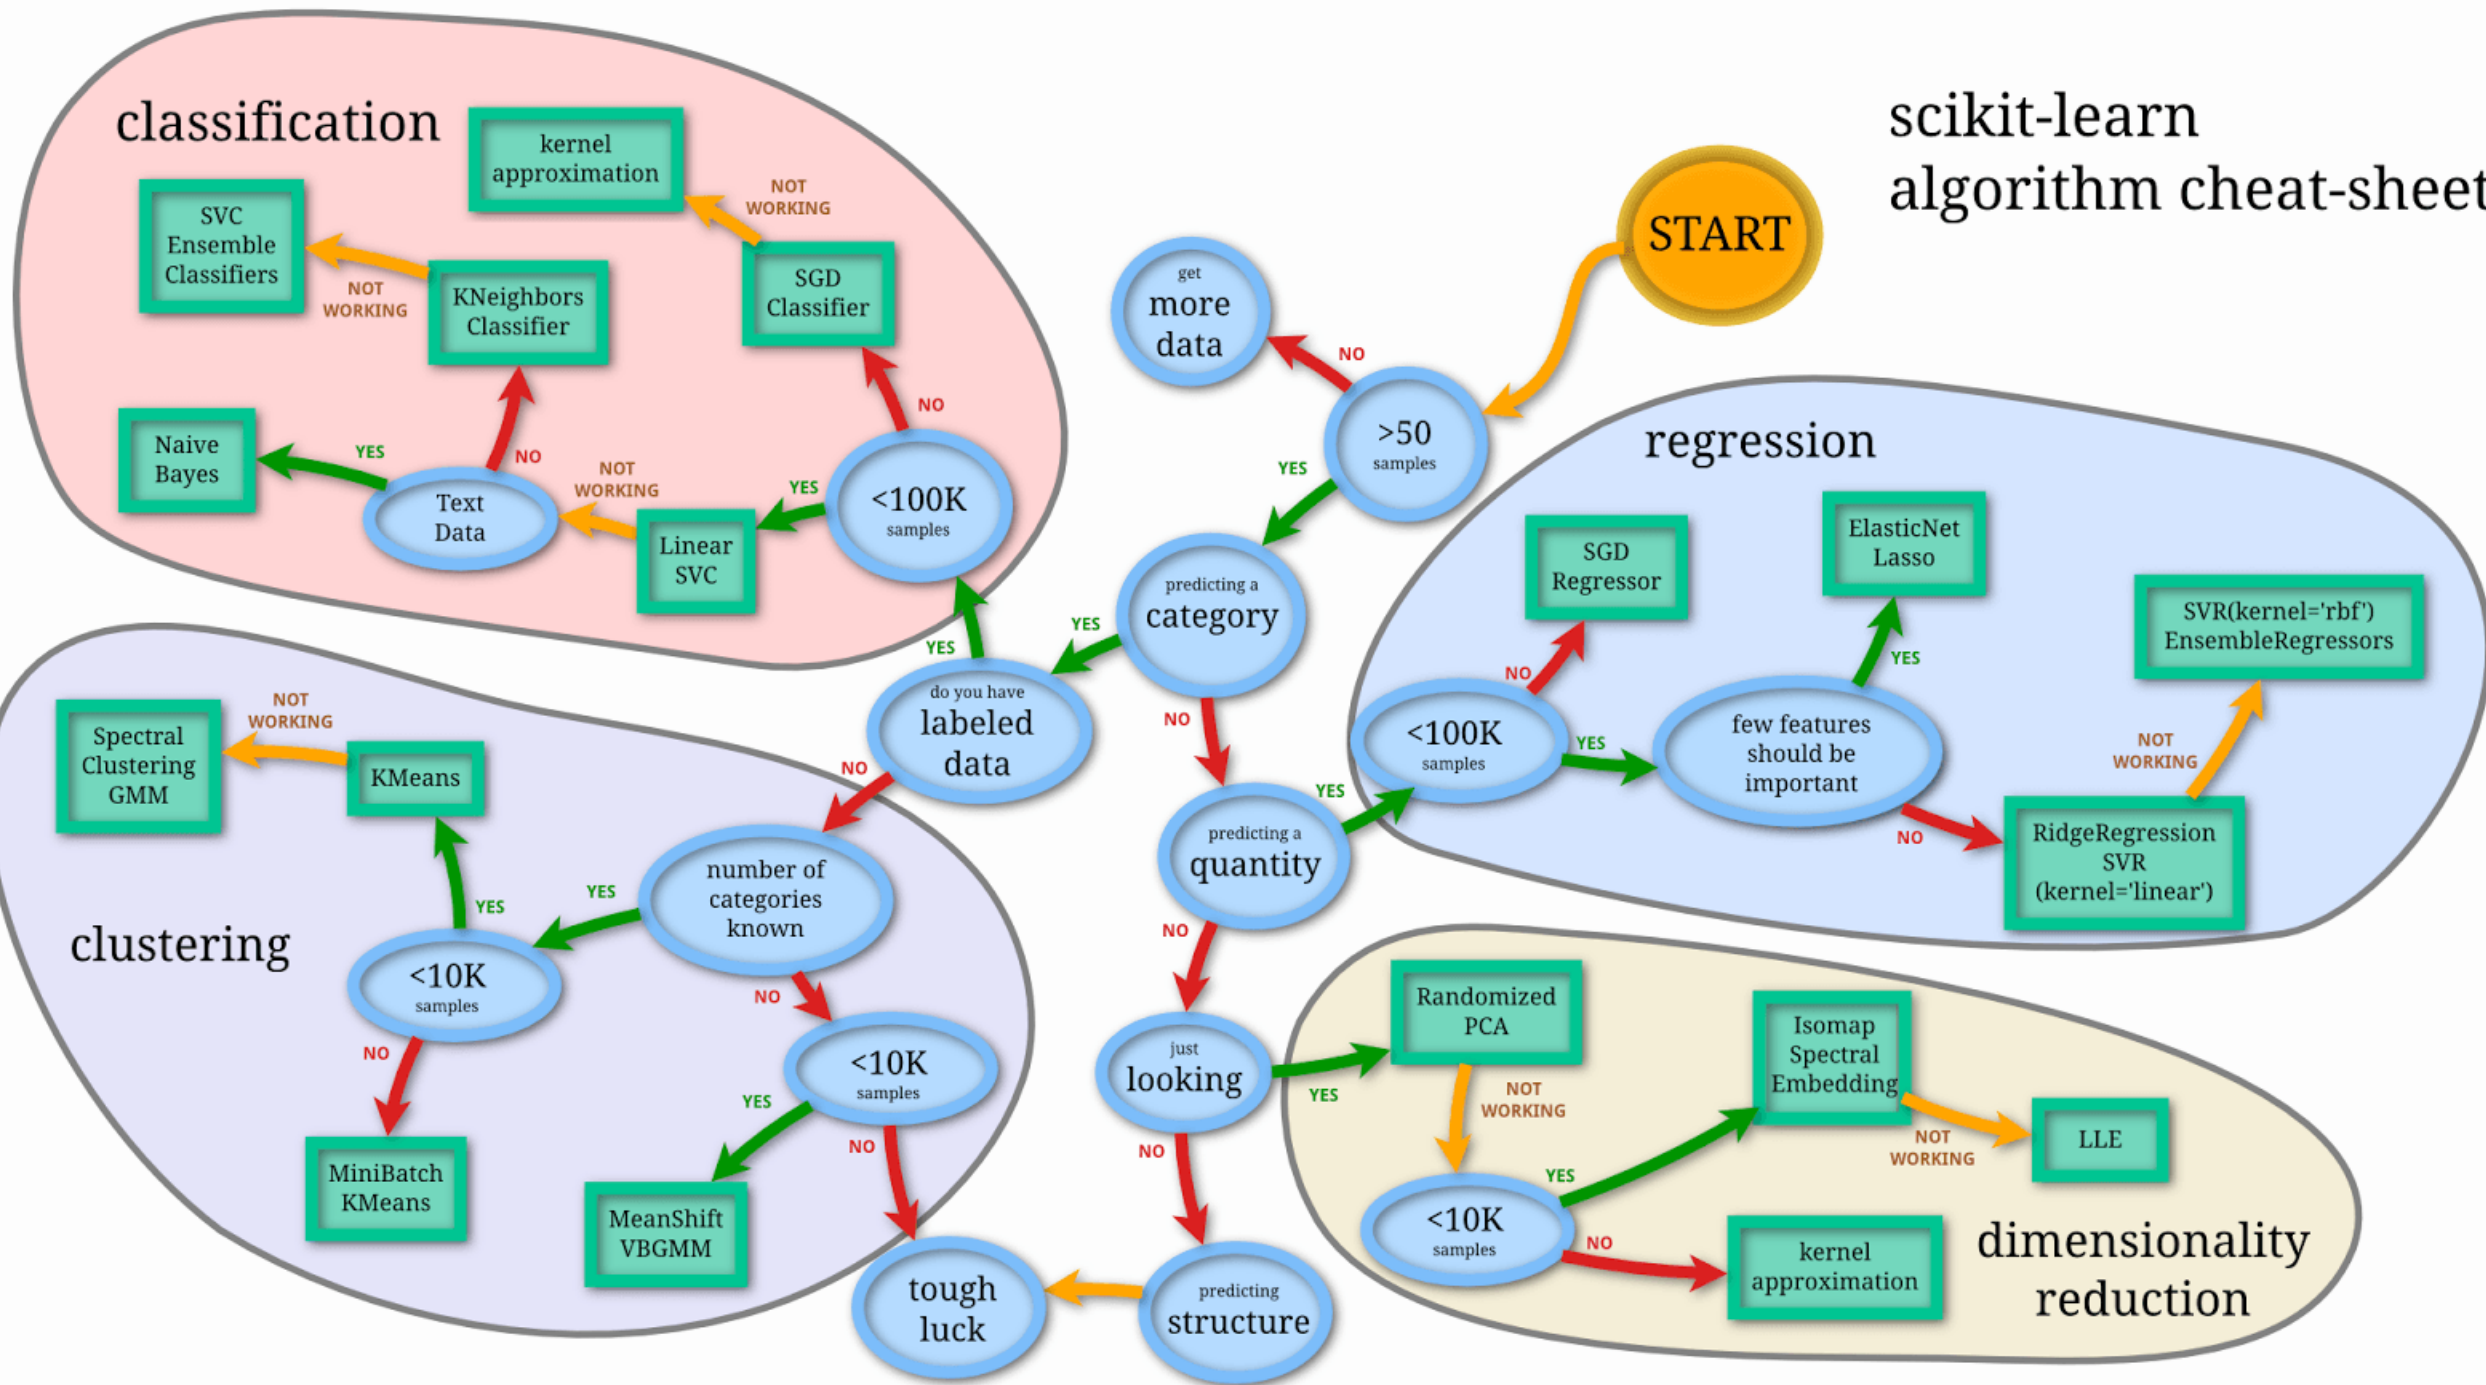 scikit-learn
algorithm cheat-sheet
START
>50
samples
NO
get
more
data
YES
predicting a
category
YES
NO
do you have
labeled
data
YES
NO
predicting a
quantity
YES
NO
just
looking
YES
NO
predicting
structure
tough
luck
classification
<100K
samples
NO
SGD
Classifier
NOT
WORKING
kernel
approximation
YES
Linear
SVC
NOT
WORKING
Text
Data
YES
Naive
Bayes
NO
KNeighbors
Classifier
NOT
WORKING
SVC
Ensemble
Classifiers
clustering
number of
categories
known
YES
<10K
samples
YES
KMeans
NOT
WORKING
Spectral
Clustering
GMM
NO
MiniBatch
KMeans
NO
<10K
samples
YES
MeanShift
VBGMM
NO
regression
<100K
samples
NO
SGD
Regressor
YES
few features
should be
important
YES
ElasticNet
Lasso
NO
RidgeRegression
SVR
(kernel='linear')
NOT
WORKING
SVR(kernel='rbf')
EnsembleRegressors
dimensionality
reduction
Randomized
PCA
NOT
WORKING
<10K
samples
YES
Isomap
Spectral
Embedding
NOT
WORKING
LLE
NO
kernel
approximation